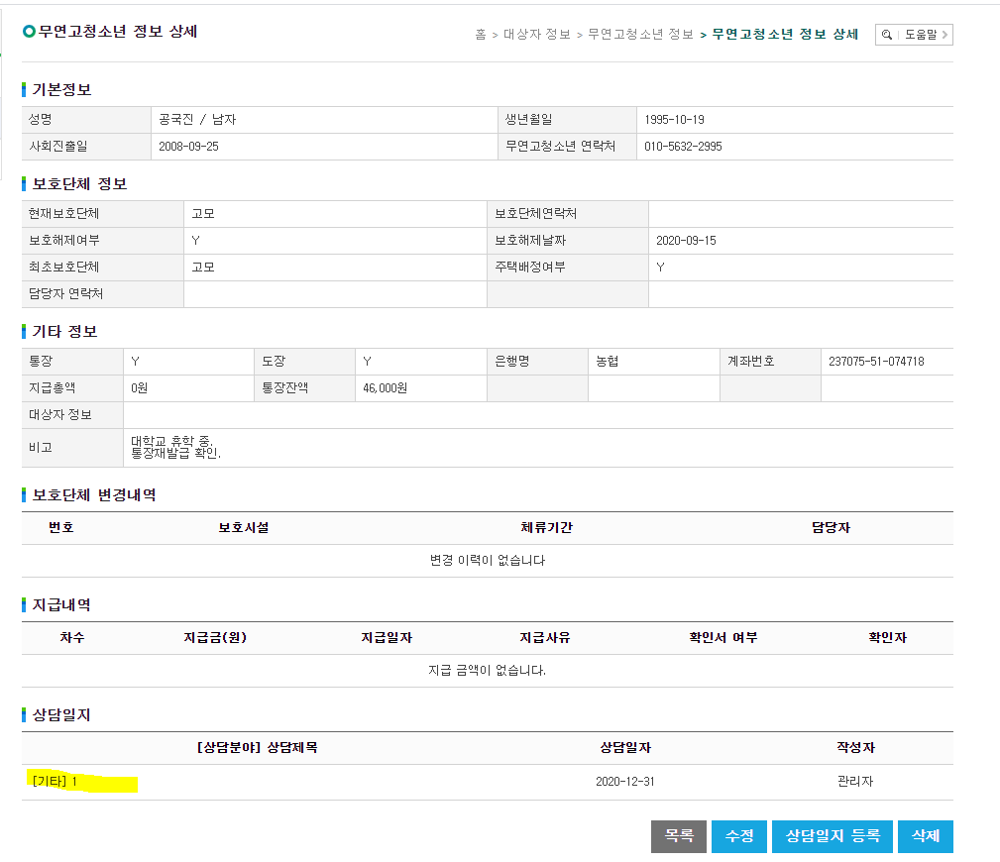 무연고청소년 정보 상세
홈 > 대상자 정보 > 무연고청소년 정보 > 무연고청소년 정보 상세
도움말 >
기본정보
성명 공국진 / 남자 생년월일 1995-10-19
사회진출일 2008-09-25 무연고청소년 연락처 010-5632-2995
보호단체 정보
현재보호단체 고모 보호단체연락처
보호해제여부 Y 보호해제날짜 2020-09-15
최초보호단체 고모 주택배정여부 Y
담당자 연락처
기타 정보
통장 Y 도장 Y 은행명 농협 계좌번호 237075-51-074718
지급총액 0원 통장잔액 46,000원
대상자 정보
비고 대학교 휴학 중.
통장재발급 확인.
보호단체 변경내역
번호 보호시설 체류기간 담당자
변경 이력이 없습니다
지급내역
차수 지급금(원) 지급일자 지급사유 확인서 여부 확인자
지급 금액이 없습니다.
상담일지
[상담분야] 상담제목 상담일자 작성자
[기타] 1 2020-12-31 관리자
목록 수정 상담일지 등록 삭제